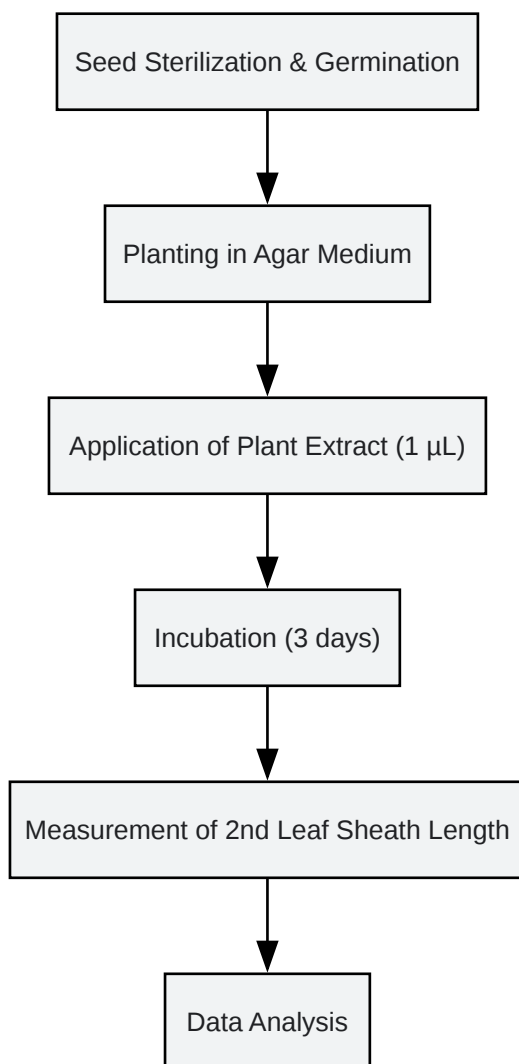 Seed Sterilization & Germination
Planting in Agar Medium
Application of Plant Extract (1 µL)
Incubation (3 days)
Measurement of 2nd Leaf Sheath Length
Data Analysis